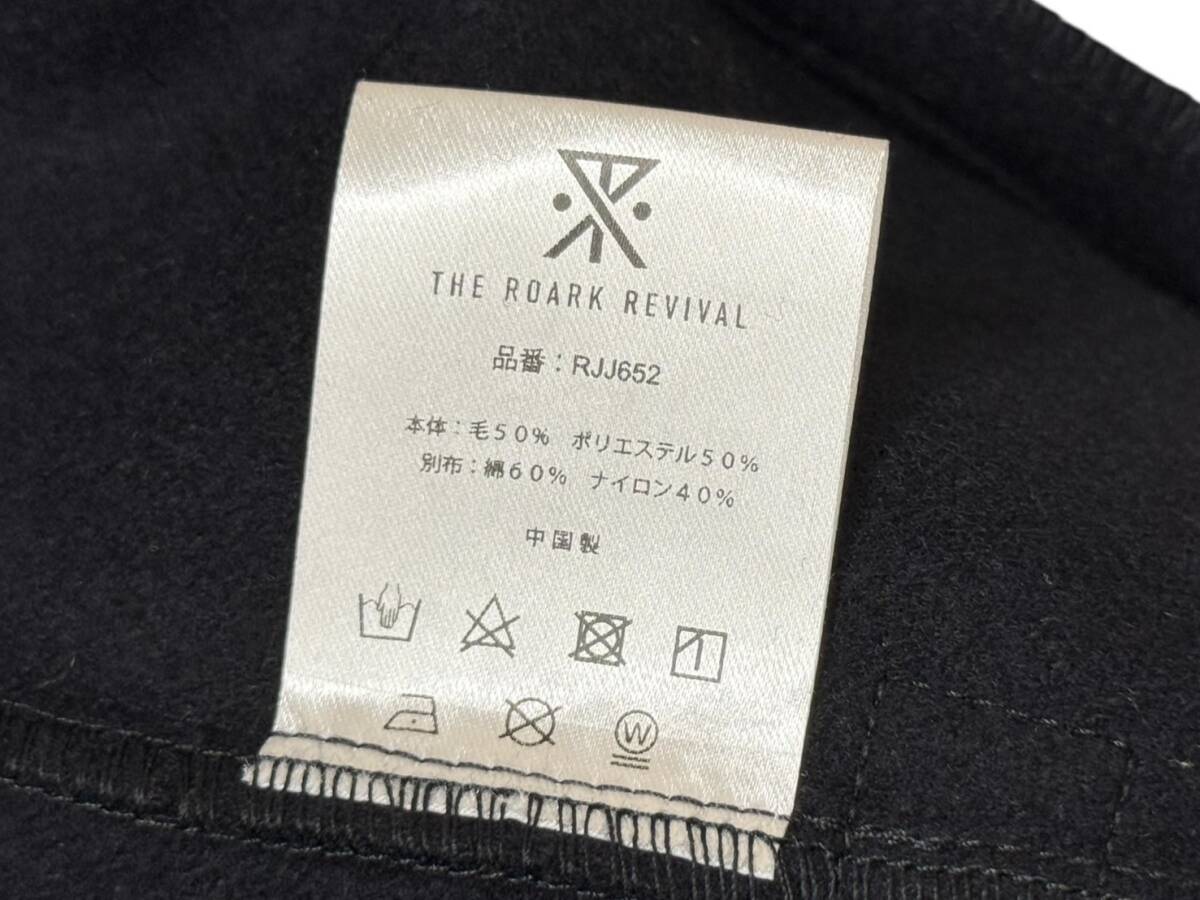 THE ROARK REVIVAL
品番：RJJ652
本体：毛５０％　ポリエステル５０％
別布：綿６０％　ナイロン４０％
中国製
W